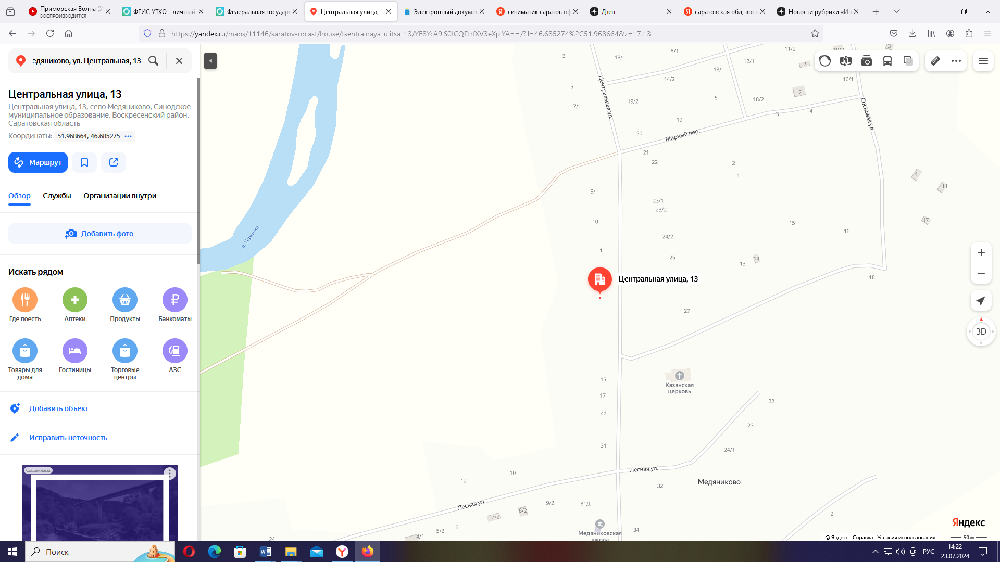 Приморская Волна (У
ВОСПРОИЗВОДИТСЯ
ФГИС УТКО - личный
Федеральная государс
Центральная улица, 13
Электронный докумен
ситиматик саратов оф
Дзен
саратовская обл, воск
Новости рубрики «Ин
https://yandex.ru/maps/11146/saratov-oblast/house/tsentralnaya_ulitsa_13/YE8YcA9lS0ICQFtrfXV3eXplYA==/?ll=46.685274%2C51.968664&z=17.13
едяниково, ул. Центральная, 13
Центральная улица, 13
Центральная улица, 13, село Медяниково, Синодское
муниципальное образование, Воскресенский район,
Саратовская область
Координаты: 51.968664, 46.685275
Маршрут
Обзор
Службы
Организации внутри
Добавить фото
Искать рядом
Где поесть
Аптеки
Продукты
Банкоматы
Товары для
дома
Гостиницы
Торговые
центры
АЗС
Добавить объект
Исправить неточность
Соцреклама
3
18/1
5/1
11/2
10/2
3
12/1
2
13/1
14/2
16/1
5
Центральная ул.
19/2
5
18/2
17
7/1
3
4
Сосновая ул.
19
20
Мирный пер.
21
22
2
1
1
11
9/1
23/1
23/2
17
10
15
16
р. Терешка
24/2
11
25
14
13
18
Центральная улица, 13
27
15
Казанская
церковь
17
22
29
23
31
24/1
Лесная ул.
10
12
32
Медяниково
Лесная ул.
9/2
31Д
8/2
7/2
2
6
5/2
34
4/1
24
Медяниковская
школа
3D
Яндекс
© Яндекс Справка Условия использования
50 м
Поиск
РУС
14:22
23.07.2024